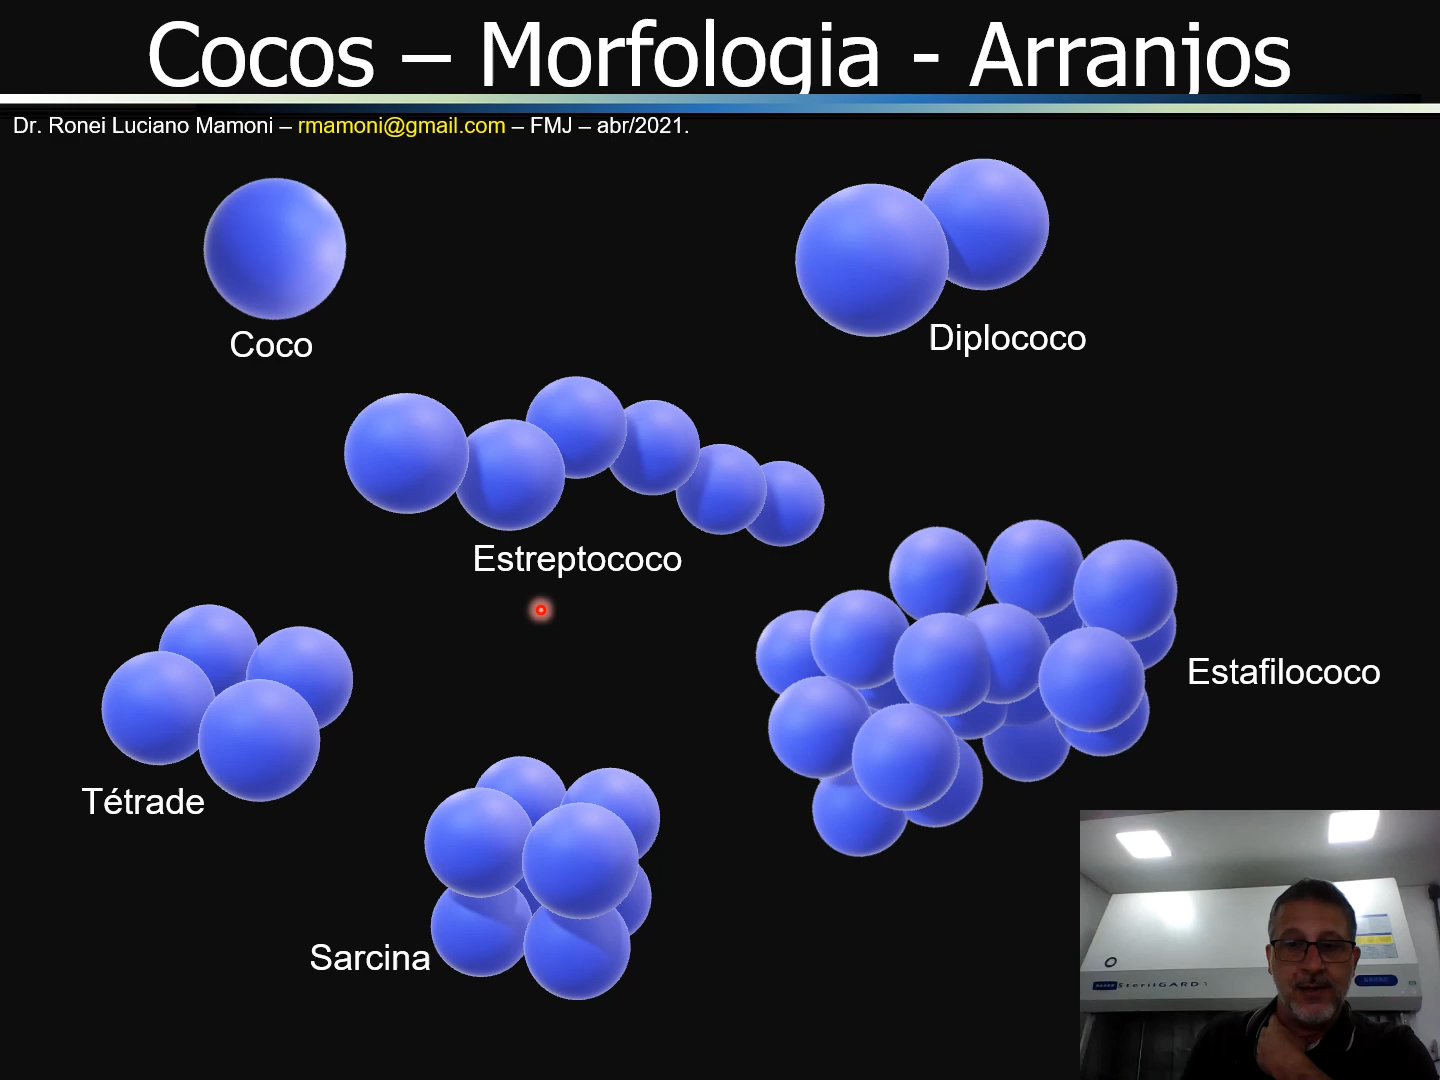 Cocos – Morfologia - Arranjos
Dr. Ronei Luciano Mamoni – rmamoni@gmail.com – FMJ – abr/2021.
Coco
Diplococo
Estreptococo
Estafilococo
Tétrade
Sarcina
SterilGARD